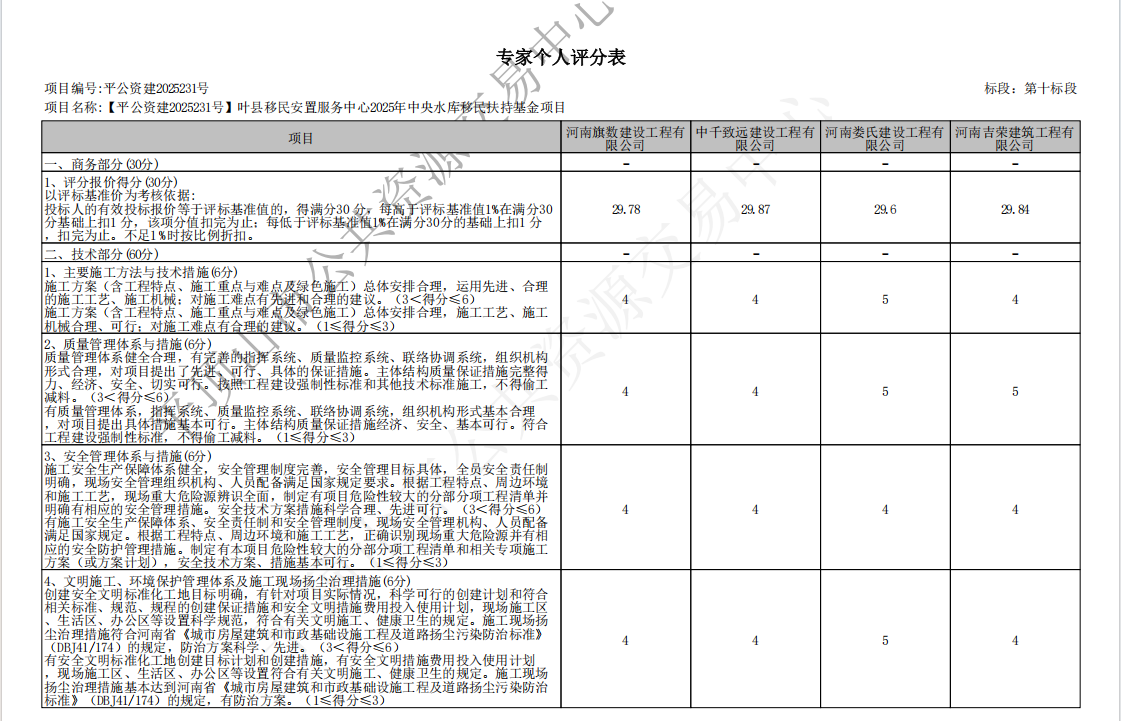 专家个人评分表
项目编号:平公资建2025231号
标段: 第十标段
项目名称:【平公资建2025231号】叶县移民安置服务中心2025年中央水库移民扶持基金项目
项目
河南旗数建设工程有
限公司
中千致远建设工程有
限公司
河南娄氏建设工程有
限公司
河南吉荣建筑工程有
限公司
一、商务部分(30分)
-
-
-
-
1、评分报价得分(30分)
以评标基准价为考核依据:
投标人的有效投标报价等于评标基准值的,得满分30 分,每高于评标基准值1%在满分30
分基础上扣1 分,该项分值扣完为止;每低于评标基准值1%在满分30分的基础上扣1 分
,扣完为止。不足1%时按比例折扣。
29.78
29.87
29.6
29.84
二、技术部分(60分)
-
-
-
-
1、主要施工方法与技术措施(6分)
施工方案(含工程特点、施工重点与难点及绿色施工)总体安排合理,运用先进、合理
的施工工艺、施工机械;对施工难点有先进和合理的建议。(3<得分≤6)
施工方案(含工程特点、施工重点与难点及绿色施工)总体安排合理,施工工艺、施工
机械合理、可行;对施工难点有合理的建议。(1≤得分≤3)
4
4
5
4
2、质量管理体系与措施(6分)
质量管理体系健全合理,有完善的指挥系统、质量监控系统、联络协调系统,组织机构
形式合理,对项目提出了先进、可行、具体的保证措施。主体结构质量保证措施完整得
力、经济、安全、切实可行。按照工程建设强制性标准和其他技术标准施工,不得偷工
减料。(3<得分≤6)
有质量管理体系,指挥系统、质量监控系统、联络协调系统,组织机构形式基本合理
,对项目提出具体措施基本可行。主体结构质量保证措施经济、安全、基本可行。符合
工程建设强制性标准,不得偷工减料。(1≤得分≤3)
4
4
5
5
3、安全管理体系与措施(6分)
施工安全生产保障体系健全,安全管理制度完善,安全管理目标具体,全员安全责任制
明确,现场安全管理组织机构、人员配备满足国家规定要求。根据工程特点、周边环境
和施工工艺,现场重大危险源辨识全面,制定有项目危险性较大的分部分项工程清单并
明确有相应的安全管理措施。安全技术方案措施科学合理、先进可行。(3<得分≤6)
有施工安全生产保障体系、安全责任制和安全管理制度,现场安全管理机构、人员配备
满足国家规定。根据工程特点、周边环境和施工工艺,正确识别现场重大危险源并有相
应的安全防护管理措施。制定有本项目危险性较大的分部分项工程清单和相关专项施工
方案(或方案计划),安全技术方案、措施基本可行。(1≤得分≤3)
4
4
4
4
4、文明施工、环境保护管理体系及施工现场扬尘治理措施(6分)
创建安全文明标准化工地目标明确,有针对项目实际情况,科学可行的创建计划和符合
相关标准、规范、规程的创建保证措施和安全文明措施费用投入使用计划,现场施工区
、生活区、办公区等设置科学规范,符合有关文明施工、健康卫生的规定。施工现场扬
尘治理措施符合河南省《城市房屋建筑和市政基础设施工程及道路扬尘污染防治标准》
(DBJ41/174)的规定,防治方案科学、先进。(3<得分≤6)
有安全文明标准化工地创建目标计划和创建措施,有安全文明措施费用投入使用计划
,现场施工区、生活区、办公区等设置符合有关文明施工、健康卫生的规定。施工现场
扬尘治理措施基本达到河南省《城市房屋建筑和市政基础设施工程及道路扬尘污染防治
标准》(DBJ41/174)的规定,有防治方案。(1≤得分≤3)
4
4
5
4
平顶山市公共资源交易中心
公共资源交易中心